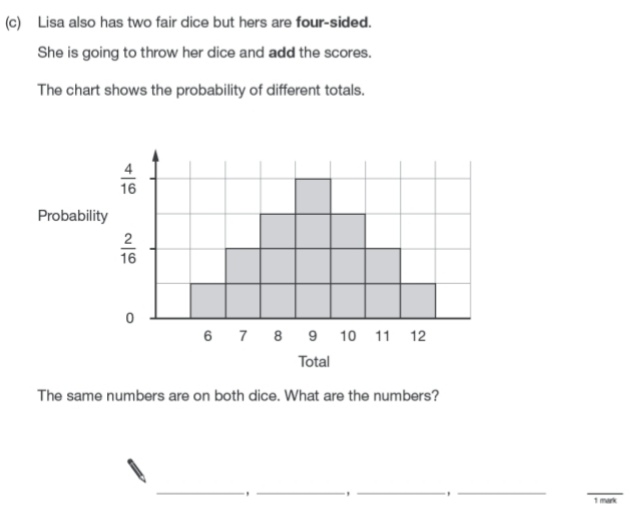 (c) Lisa also has two fair dice but hers are four-sided.
She is going to throw her dice and add the scores.
The chart shows the probability of different totals.
4
16
Probability
2
16
0
6 7 8 9 10 11 12
Total
The same numbers are on both dice. What are the numbers?
, , ,
1 mark